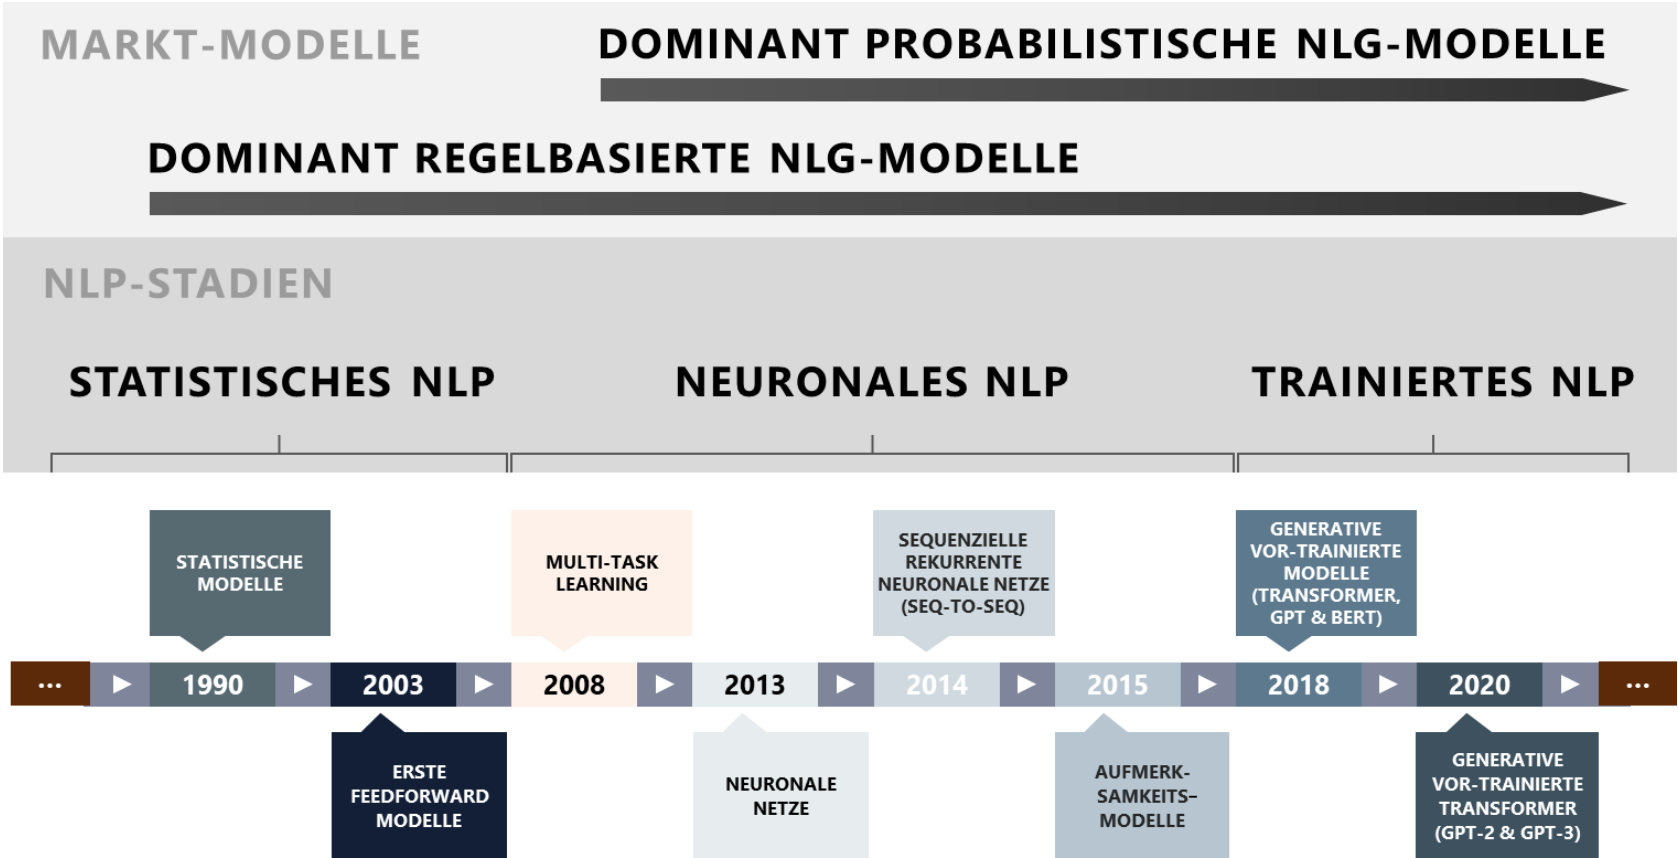 MARKT-MODELLE
DOMINANT PROBABILISTISCHE NLG-MODELLE
DOMINANT REGELBASIERTE NLG-MODELLE
NLP-STADIEN
STATISTISCHES NLP
NEURONALES NLP
TRAINIERTES NLP
STATISTISCHE
MODELLE
MULTI-TASK
LEARNING
SEQUENZIELLE
REKURRENTE
NEURONALE NETZE
(SEQ-TO-SEQ)
GENERATIVE
VOR-TRAINIERTE
MODELLE
(TRANSFORMER,
GPT & BERT)
... 1990 2003 2008 2013 2014 2015 2018 2020 ...
ERSTE
FEEDFORWARD
MODELLE
NEURONALE
NETZE
AUFMERK-
SAMKEITS–
MODELLE
GENERATIVE
VOR-TRAINIERTE
TRANSFORMER
(GPT-2 & GPT-3)